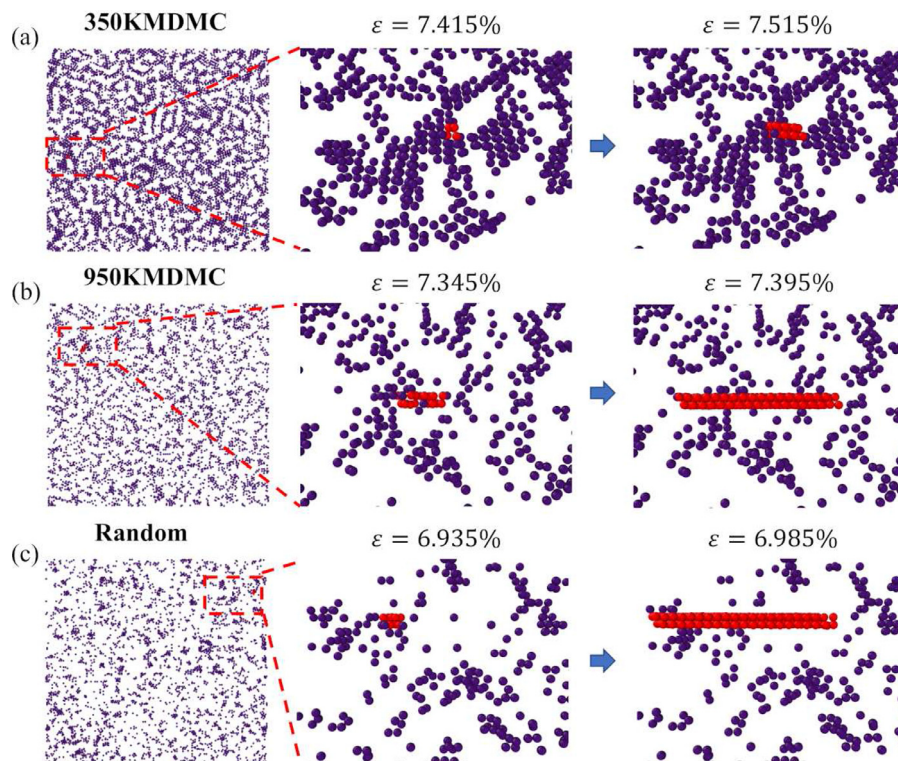 350KMDMC
(a)
ε = 7.415%
ε = 7.515%
950KMDMC
(b)
ε = 7.345%
ε = 7.395%
Random
(c)
ε = 6.935%
ε = 6.985%